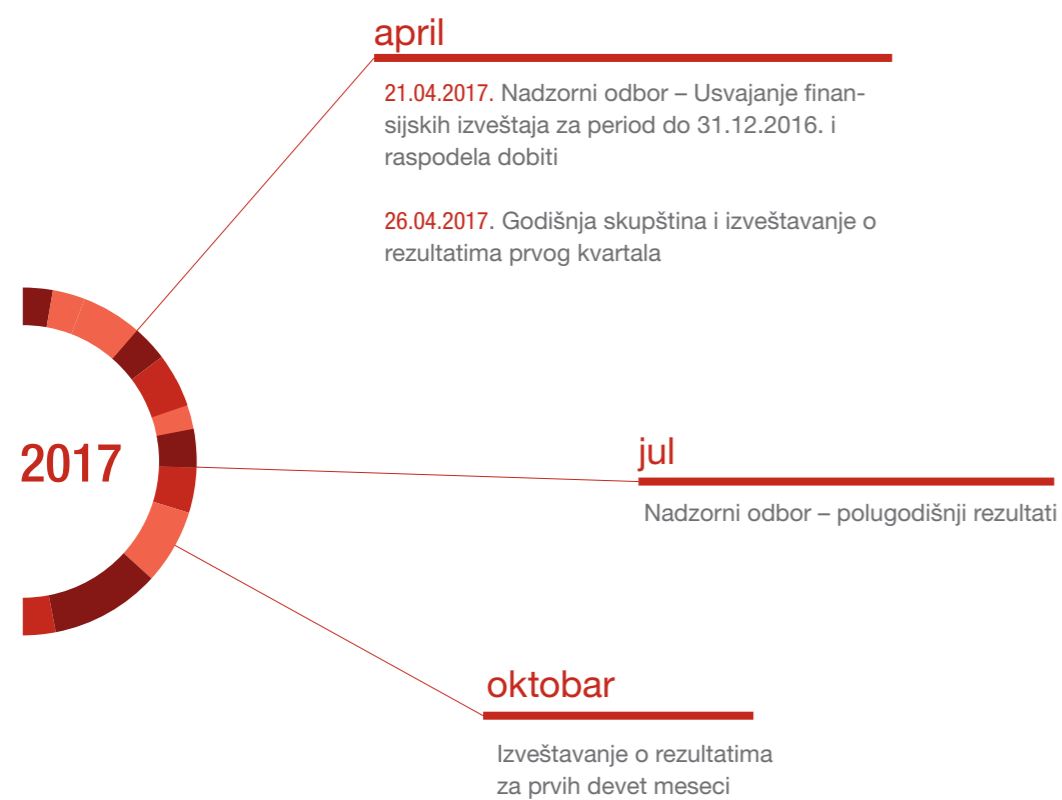 april
21.04.2017. Nadzorni odbor – Usvajanje finan-
sijskih izveštaja za period do 31.12.2016. i
raspodela dobiti
26.04.2017. Godišnja skupština i izveštavanje o
rezultatima prvog kvartala
2017
jul
Nadzorni odbor – polugodišnji rezultati
oktobar
Izveštavanje o rezultatima
za prvih devet meseci